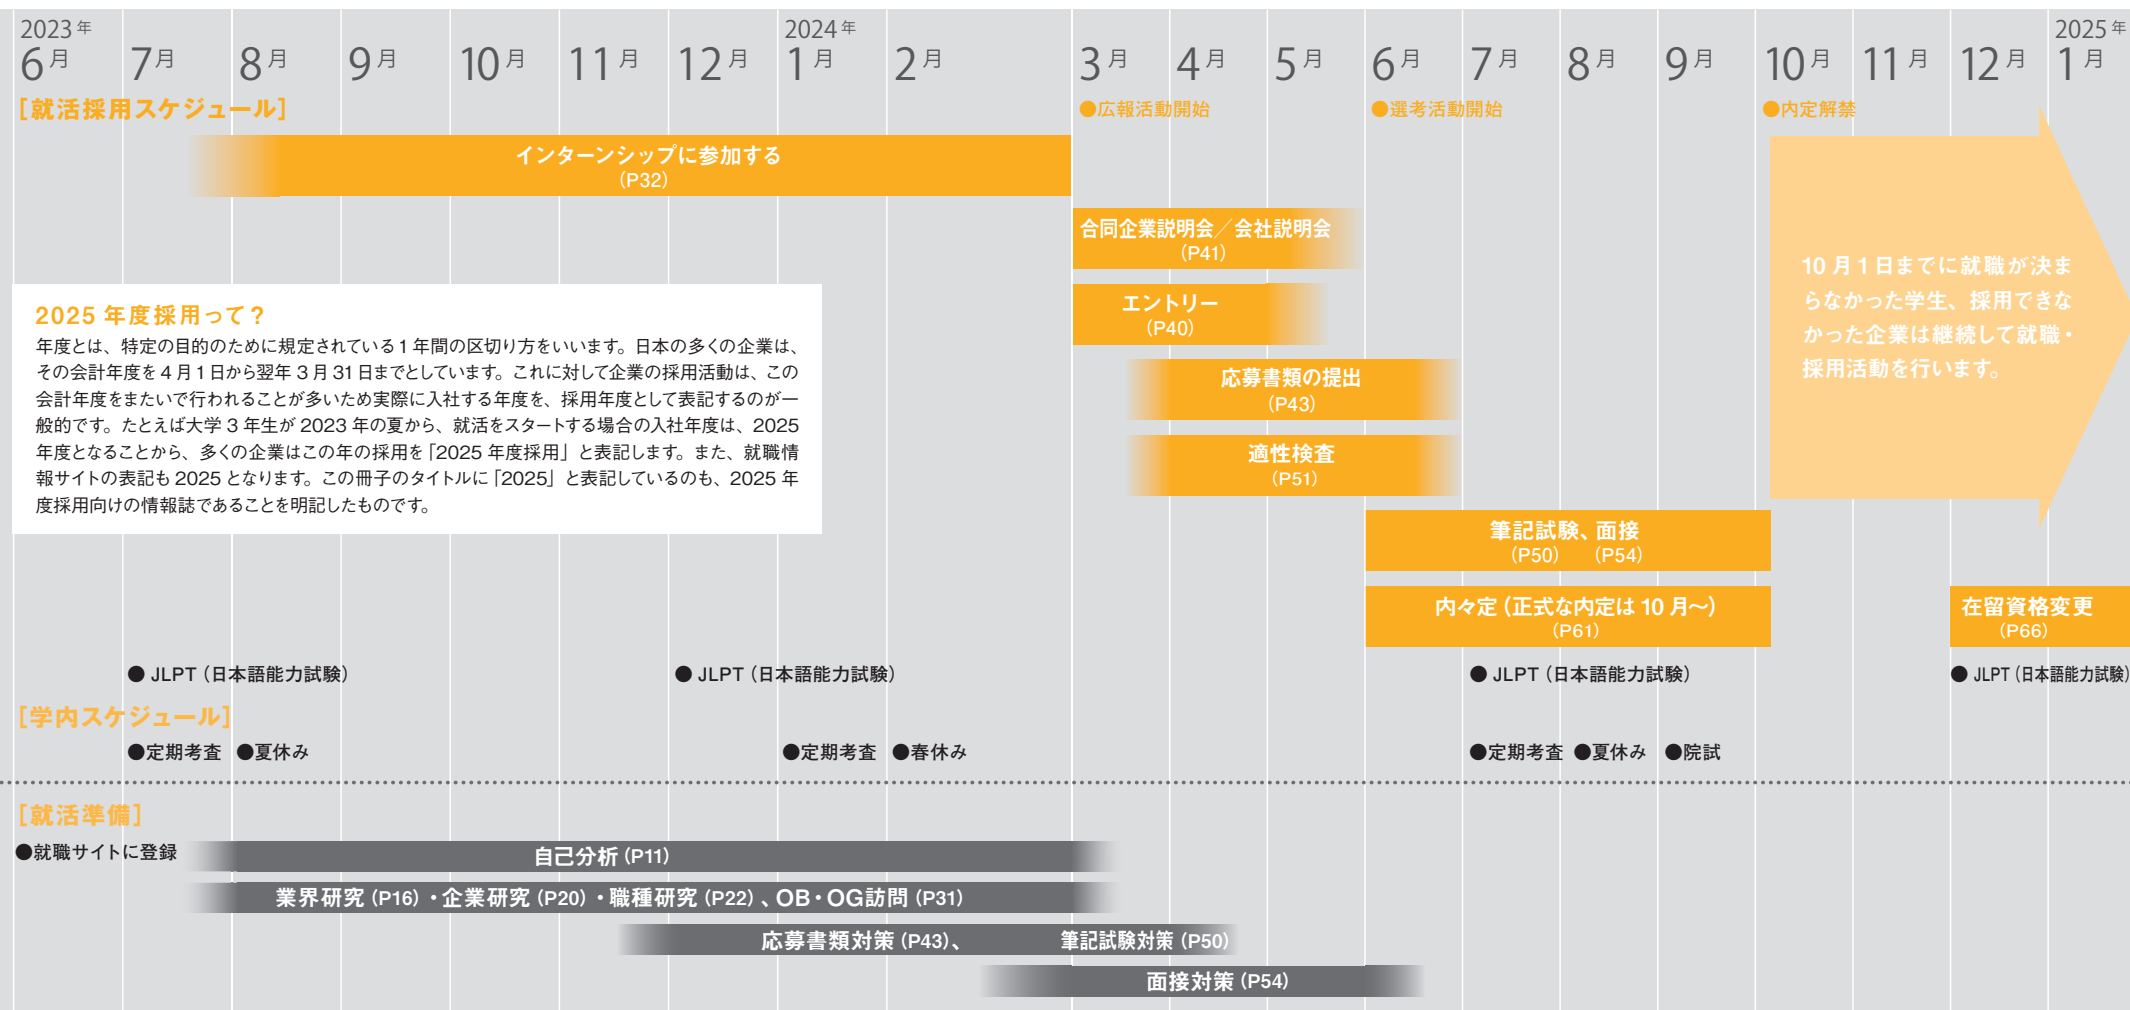 2023年
2024年
2025年
6月 7月 8月 9月 10月 11月 12月 1月 2月 3月 4月 5月 6月 7月 8月 9月 10月 11月 12月 1月
[就活採用スケジュール]
●広報活動開始
●選考活動開始
●内定解禁
インターンシップに参加する
(P32)
合同企業説明会/会社説明会
(P41)
エントリー
(P40)
応募書類の提出
(P43)
適性検査
(P51)
筆記試験、面接
(P50) (P54)
内々定(正式な内定は10月〜)
(P61)
在留資格変更
(P66)
10月1日までに就職が決ま
らなかった学生、採用できな
かった企業は継続して就職・
採用活動を行います。
2025年度採用って?
年度とは、特定の目的のために規定されている1年間の区切り方をいいます。日本の多くの企業は、
その会計年度を4月1日から翌年3月31日までとしています。これに対して企業の採用活動は、この
会計年度をまたいで行われることが多いため実際に入社する年度を、採用年度として表記するのが一
般的です。たとえば大学3年生が2023年の夏から、就活をスタートする場合の入社年度は、2025
年度となることから、多くの企業はこの年の採用を「2025年度採用」と表記します。また、就職情
報サイトの表記も2025となります。この冊子のタイトルに「2025」と表記しているのも、2025年
度採用向けの情報誌であることを明記したものです。
●JLPT(日本語能力試験)
●JLPT(日本語能力試験)
●JLPT(日本語能力試験)
●JLPT(日本語能力試験)
[学内スケジュール]
●定期考査 ●夏休み
●定期考査 ●春休み
●定期考査 ●夏休み ●院試
[就活準備]
●就職サイトに登録
自己分析(P11)
業界研究(P16)・企業研究(P20)・職種研究(P22)、OB・OG訪問(P31)
応募書類対策(P43)、 筆記試験対策(P50)
面接対策(P54)